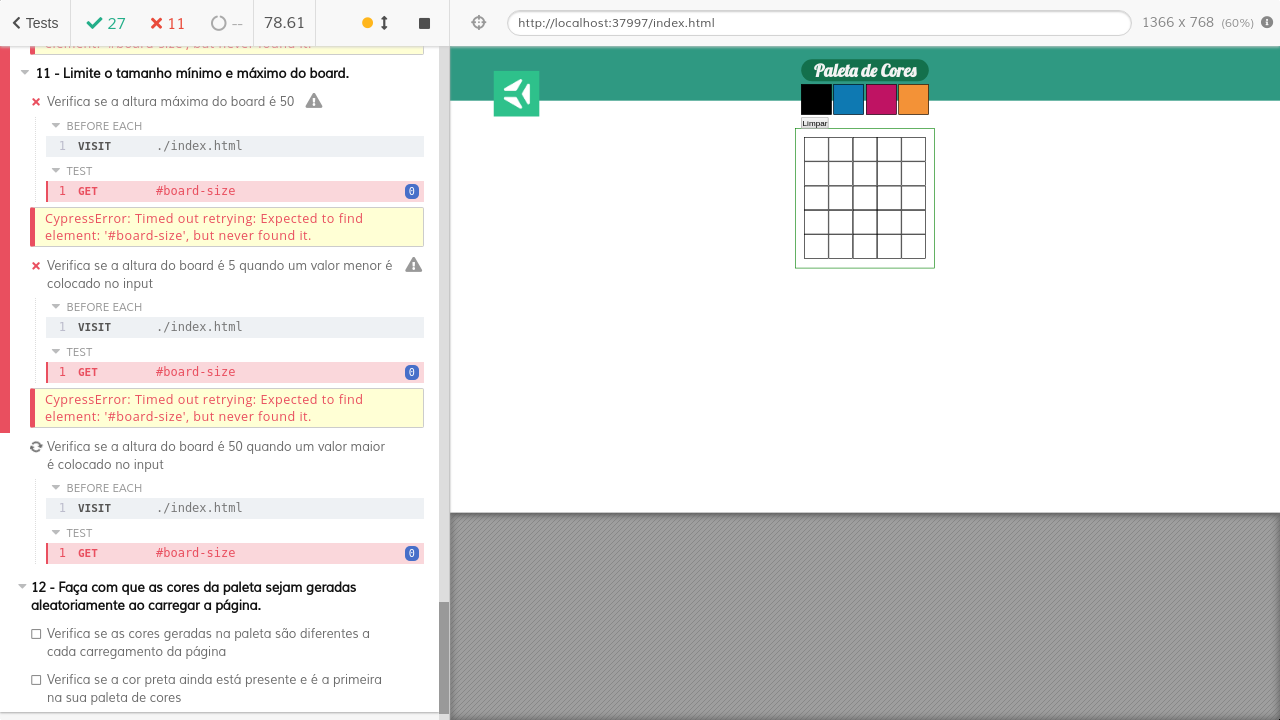 Tests
27
11
--
78.61
http://localhost:37997/index.html
1366 x 768 (60%)
element: '#board-size', but never found it.
11 - Limite o tamanho mínimo e máximo do board.
Verifica se a altura máxima do board é 50
BEFORE EACH
1 VISIT ./index.html
TEST
1 GET #board-size 0
CypressError: Timed out retrying: Expected to find
element: '#board-size', but never found it.
Verifica se a altura do board é 5 quando um valor menor é
colocado no input
BEFORE EACH
1 VISIT ./index.html
TEST
1 GET #board-size 0
CypressError: Timed out retrying: Expected to find
element: '#board-size', but never found it.
Verifica se a altura do board é 50 quando um valor maior
é colocado no input
BEFORE EACH
1 VISIT ./index.html
TEST
1 GET #board-size 0
12 - Faça com que as cores da paleta sejam geradas
aleatoriamente ao carregar a página.
Verifica se as cores geradas na paleta são diferentes a
cada carregamento da página
Verifica se a cor preta ainda está presente e é a primeira
na sua paleta de cores
Paleta de Cores
Limpar